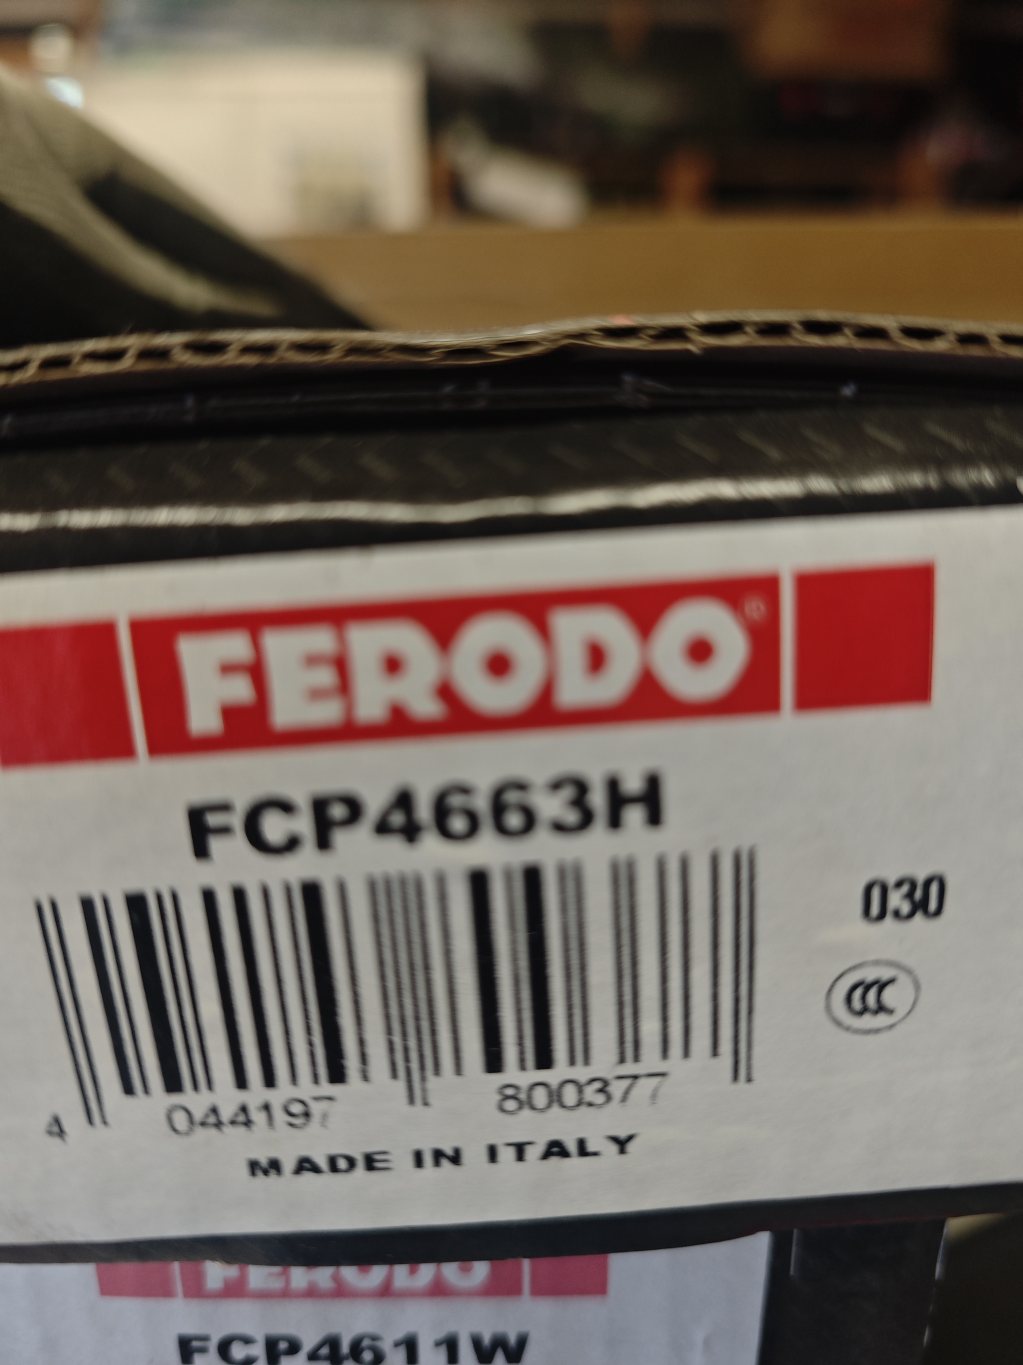 FERODO®
FCP4663H
030
CCC
4 044197 800377
MADE IN ITALY
FERODO
FCP4611W